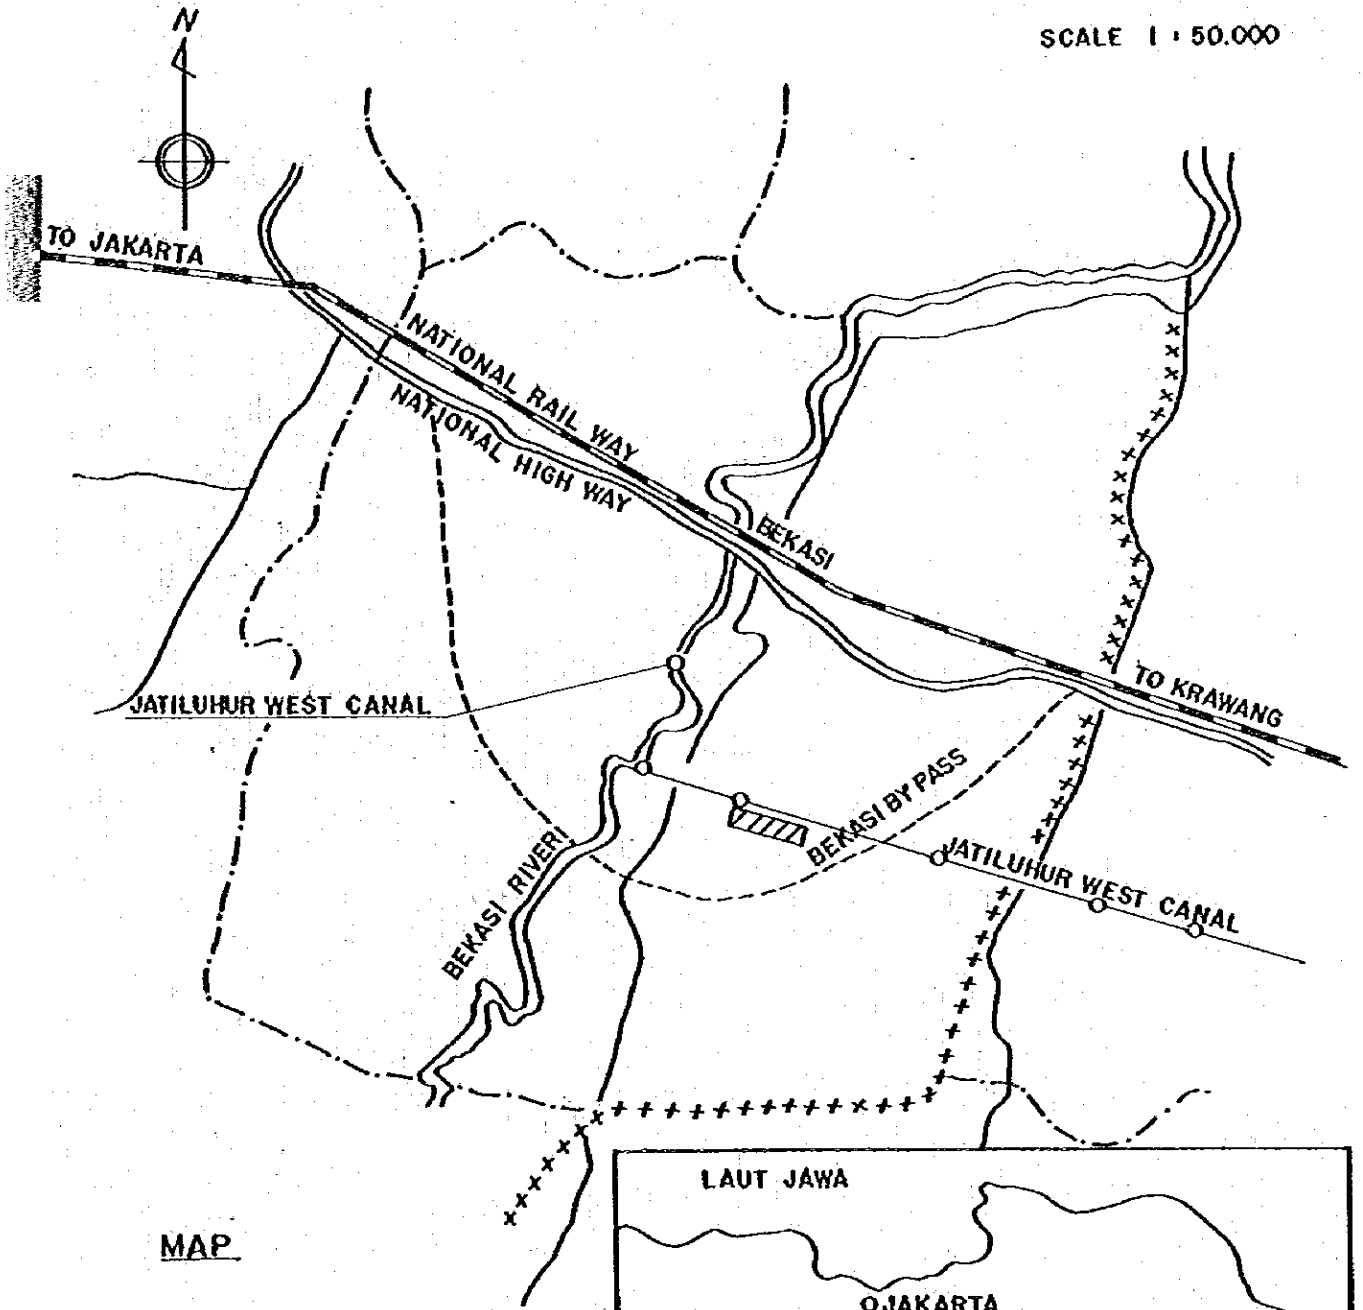 N
SCALE 1 : 50.000
TO JAKARTA
NATIONAL RAIL WAY
NATIONAL HIGH WAY
BEKASI
TO KRAWANG
JATILUHUR WEST CANAL
BEKASI BY PASS
BEKASI RIVER
JATILUHUR WEST CANAL
LAUT JAWA
MAP
JAKARTA